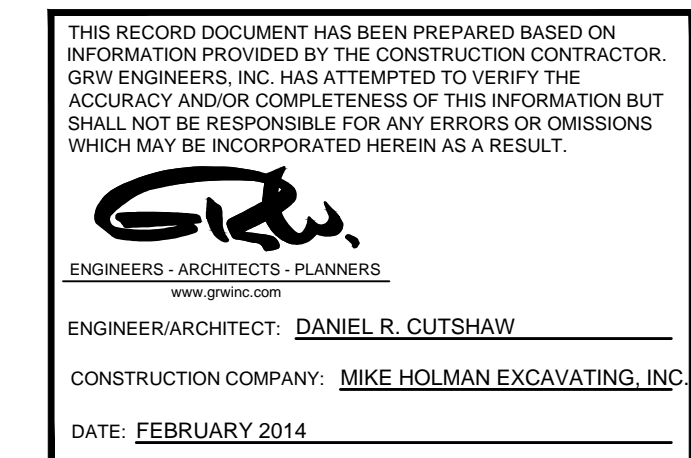 THIS RECORD DOCUMENT HAS BEEN PREPARED BASED ON
INFORMATION PROVIDED BY THE CONSTRUCTION CONTRACTOR.
GRW ENGINEERS, INC. HAS ATTEMPTED TO VERIFY THE
ACCURACY AND/OR COMPLETENESS OF THIS INFORMATION BUT
SHALL NOT BE RESPONSIBLE FOR ANY ERRORS OR OMISSIONS
WHICH MAY BE INCORPORATED HEREIN AS A RESULT.
GRW.
ENGINEERS - ARCHITECTS - PLANNERS
www.grwinc.com
ENGINEER/ARCHITECT: DANIEL R. CUTSHAW
CONSTRUCTION COMPANY: MIKE HOLMAN EXCAVATING, INC.
DATE: FEBRUARY 2014